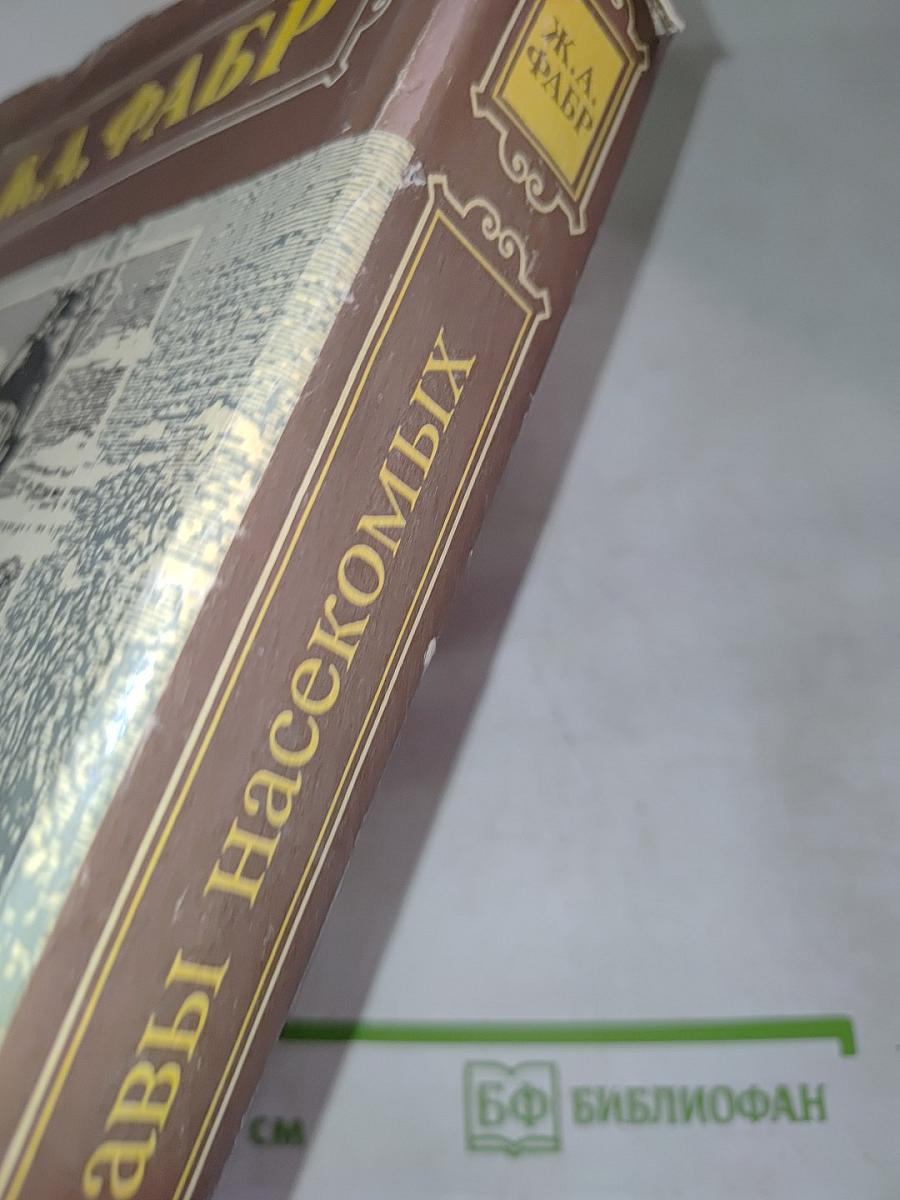 Ж.А. ФАБР
Ж.А.
ФАБР
авы насекомых
см
БФ БИБЛИОФАН